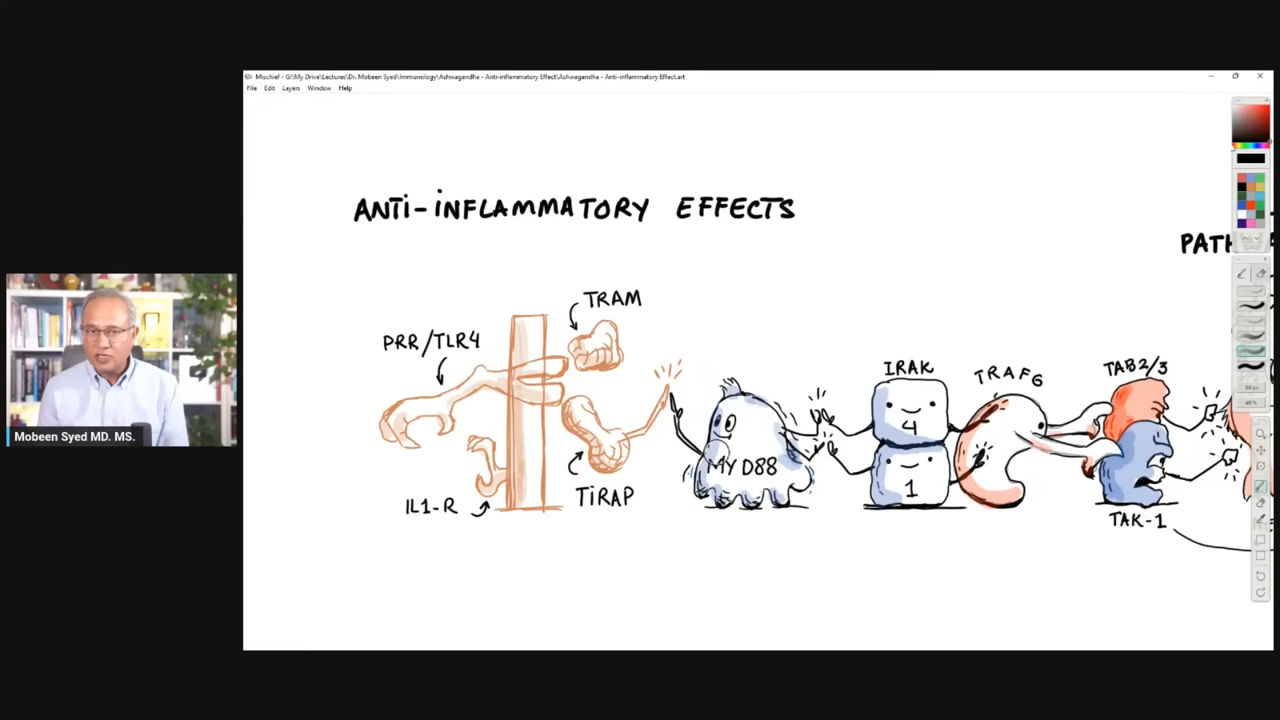 Mischief - G:\My Drive\Lectures\Dr. Mobeen Syed\Immunology\Ashwagandha - Anti-inflammatory Effect\Ashwagandha - Anti-inflammatory Effect.art
File Edit Layers Window Help
ANTI-INFLAMMATORY EFFECTS
PATH
TRAM
PRR/TLR4
IRAK
TRAF6
TAB2/3
4
MYD88
1
IL1-R
TIRAP
TAK-1
Mobeen Syed MD. MS.